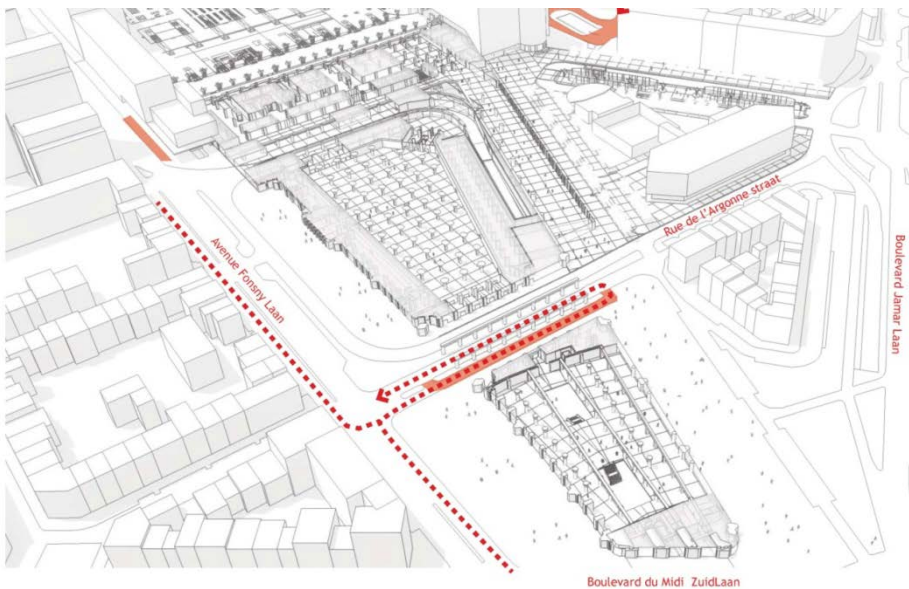 Rue de l'Argonne straat
Avenue Fonsny Laan
Boulevard Jamar Laan
Boulevard du Midi ZuidLaan